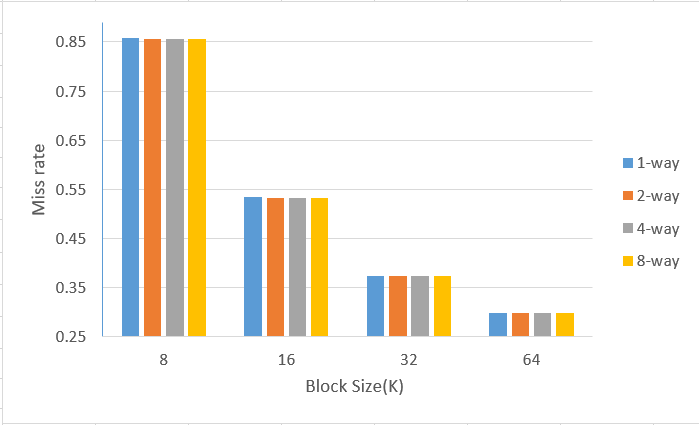 0.85
0.75
0.65
0.55
0.45
0.35
0.25
Miss rate
8 16 32 64
Block Size(K)
1-way
2-way
4-way
8-way